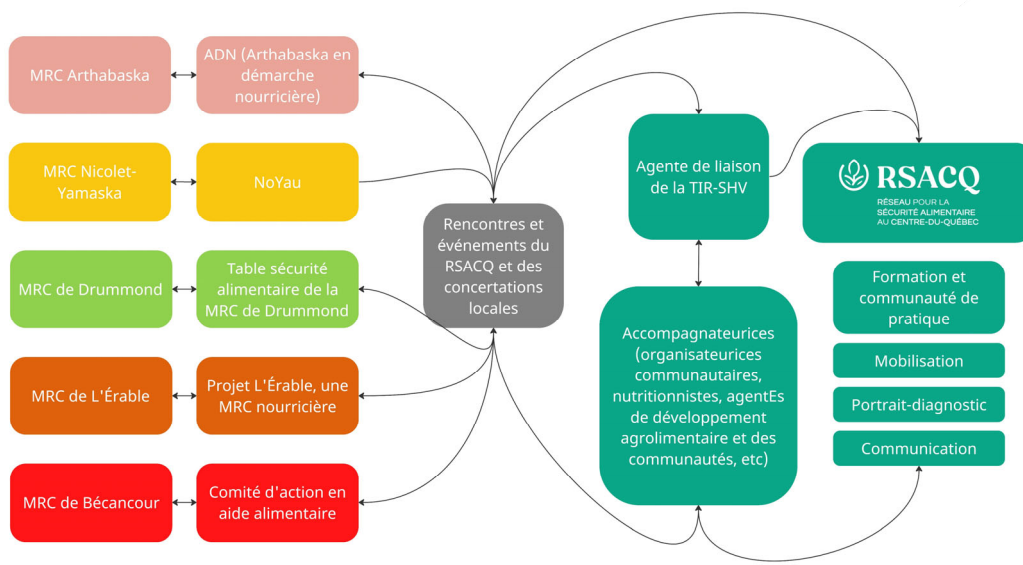 MRC Arthabaska
ADN (Arthabaska en
démarche
nourricière)
MRC Nicolet-
Yamaska
NoYau
MRC de Drummond
Table sécurité
alimentaire de la
MRC de Drummond
MRC de L'Érable
Projet L'Érable, une
MRC nourricière
MRC de Bécancour
Comité d'action en
aide alimentaire
Rencontres et
événements du
RSACQ et des
concertations
locales
Agente de liaison
de la TIR-SHV
Accompagnateurices
(organisateurices
communautaires,
nutritionnistes, agentEs
de développement
agrolimentaire et des
communautés, etc)
RSACQ
RÉSEAU POUR LA
SÉCURITÉ ALIMENTAIRE
AU CENTRE-DU-QUÉBEC
Formation et
communauté de
pratique
Mobilisation
Portrait-diagnostic
Communication